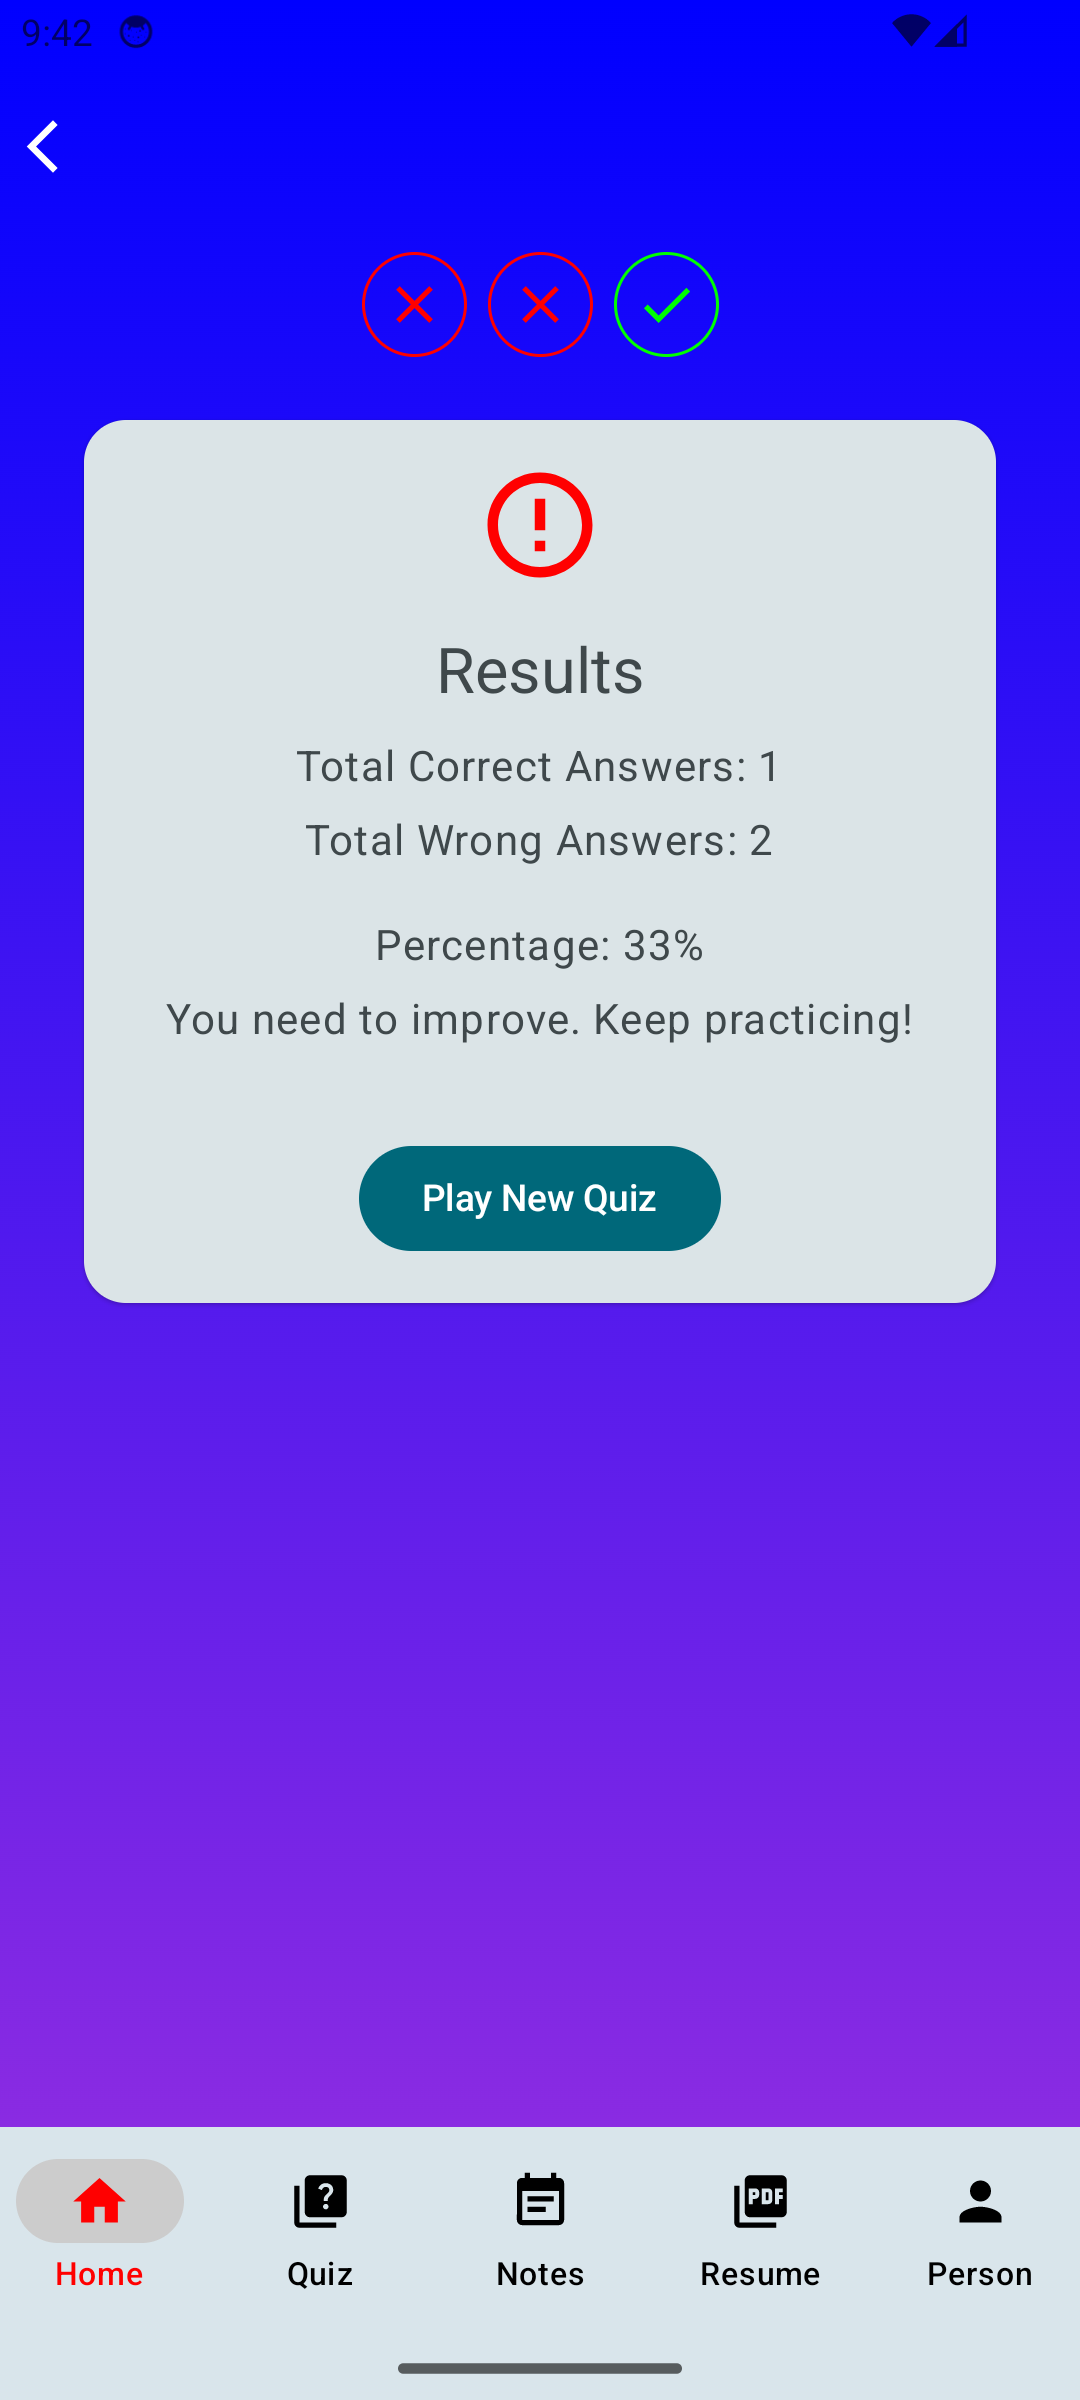 9:42
Results
Total Correct Answers: 1
Total Wrong Answers: 2
Percentage: 33%
You need to improve. Keep practicing!
Play New Quiz
?
PDF
Home
Quiz
Notes
Resume
Person